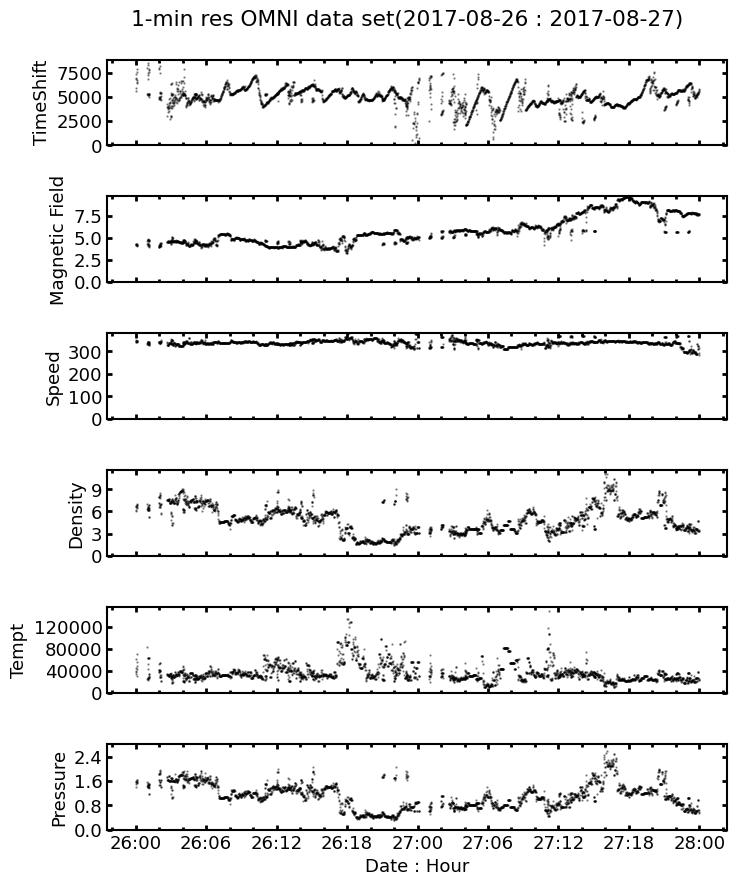 1-min res OMNI data set(2017-08-26 : 2017-08-27)
TimeShift
7500
5000
2500
0
Magnetic Field
7.5
5.0
2.5
0.0
Speed
300
200
100
0
Density
9
6
3
0
Tempt
120000
80000
40000
0
Pressure
2.4
1.6
0.8
0.0
26:00 26:06 26:12 26:18 27:00 27:06 27:12 27:18 28:00
Date : Hour